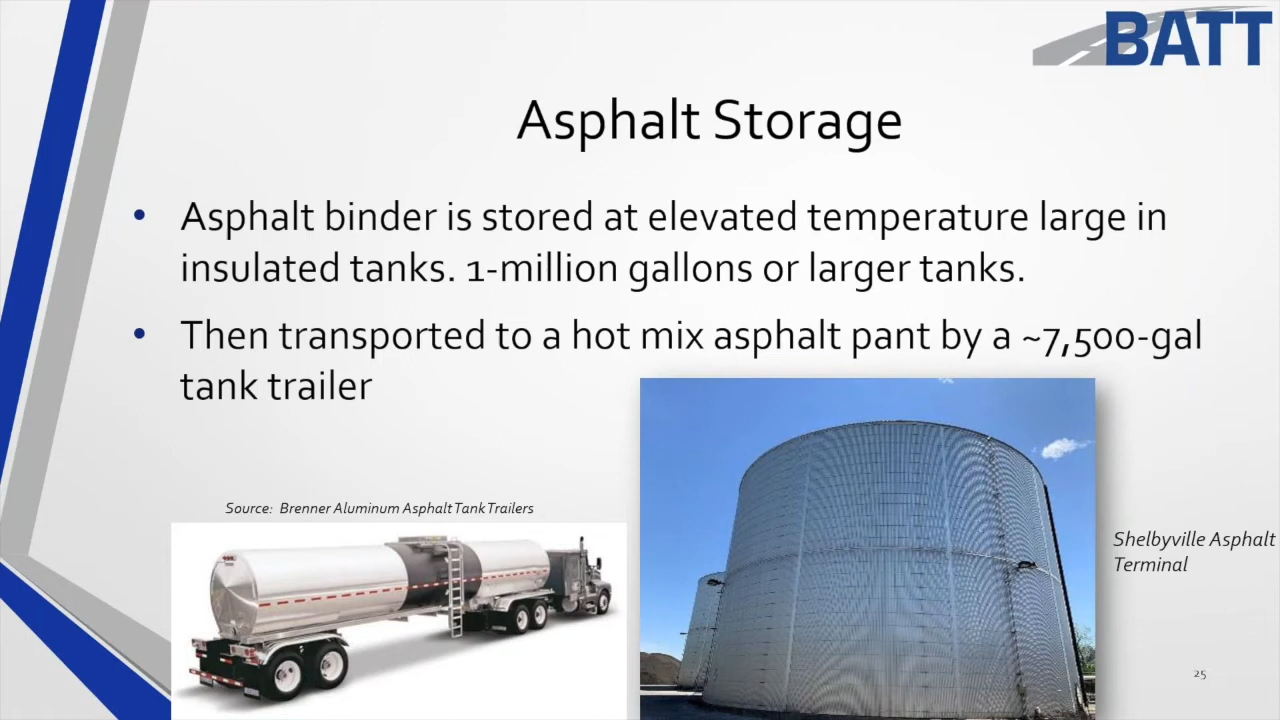 BATT
Asphalt Storage
• Asphalt binder is stored at elevated temperature large in
insulated tanks. 1-million gallons or larger tanks.
• Then transported to a hot mix asphalt pant by a ~7,500-gal
tank trailer
Source: Brenner Aluminum Asphalt Tank Trailers
Shelbyville Asphalt
Terminal
25